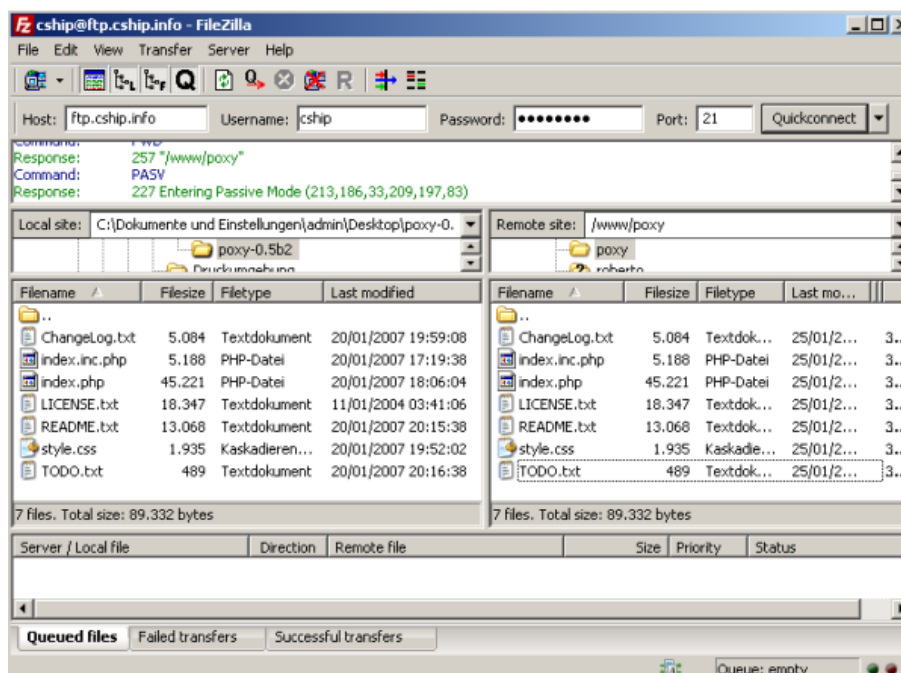 cship@ftp.cship.info - FileZilla
File Edit View Transfer Server Help
Host: ftp.cship.info Username: cship Password: •••••••• Port: 21 Quickconnect
Command: PWD
Response: 257 "/www/poxy"
Command: PASV
Response: 227 Entering Passive Mode (213,186,33,209,197,83)
Local site: C:\Dokumente und Einstellungen\admin\Desktop\poxy-0. Remote site: /www/poxy
poxy-0.5b2 poxy
Druckumgebung roberto
Filename Filesize Filetype Last modified Filename Filesize Filetype Last mo...
.. ..
ChangeLog.txt 5.084 Textdokument 20/01/2007 19:59:08 ChangeLog.txt 5.084 Textdok... 25/01/2... 3..
index.inc.php 5.188 PHP-Datei 20/01/2007 17:19:38 index.inc.php 5.188 PHP-Datei 25/01/2... 3..
index.php 45.221 PHP-Datei 20/01/2007 18:06:04 index.php 45.221 PHP-Datei 25/01/2... 3..
LICENSE.txt 18.347 Textdokument 11/01/2004 03:41:06 LICENSE.txt 18.347 Textdok... 25/01/2... 3..
README.txt 13.068 Textdokument 20/01/2007 20:15:38 README.txt 13.068 Textdok... 25/01/2... 3..
style.css 1.935 Kaskadieren... 20/01/2007 19:52:02 style.css 1.935 Kaskadie... 25/01/2... 3..
TODO.txt 489 Textdokument 20/01/2007 20:16:38 TODO.txt 489 Textdok... 25/01/2... 3..
7 files. Total size: 89.332 bytes 7 files. Total size: 89.332 bytes
Server / Local file Direction Remote file Size Priority Status
Queued files Failed transfers Successful transfers
Queue: empty